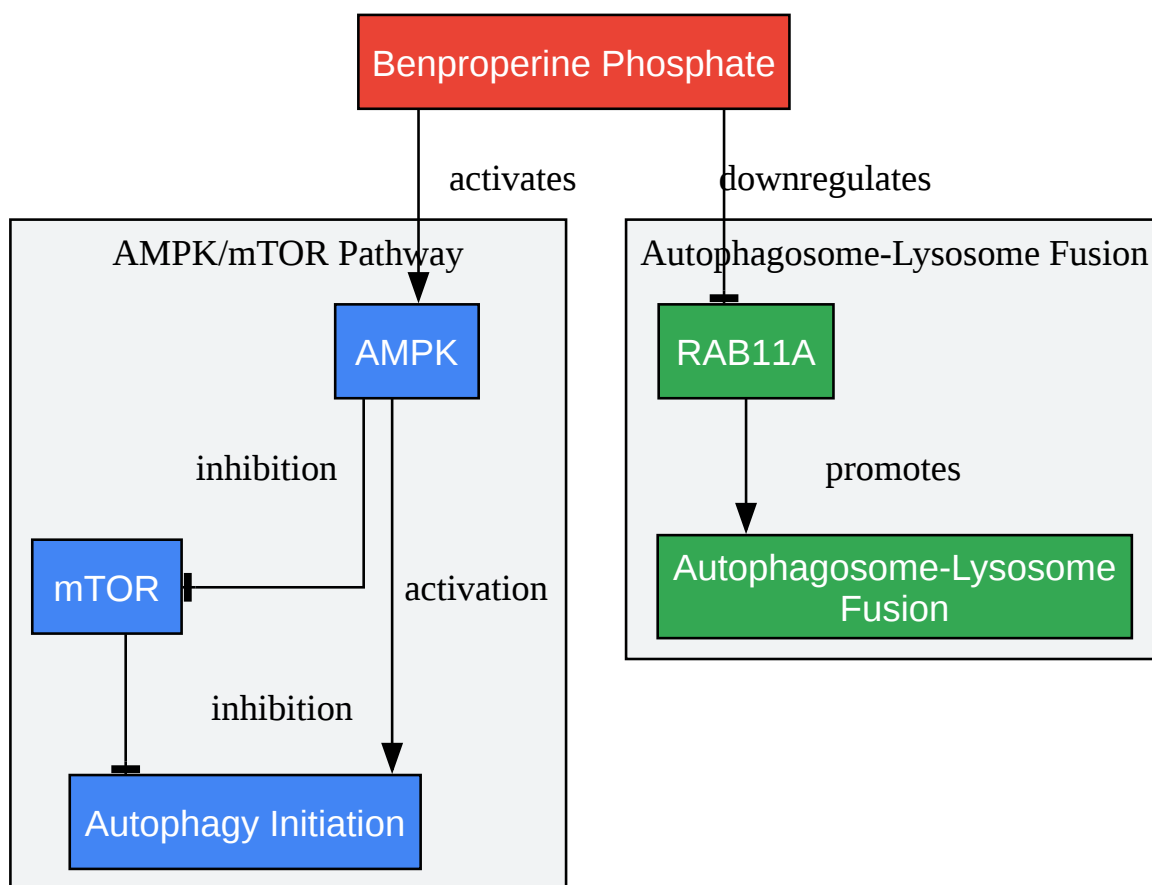 Benproperine Phosphate
activates
downregulates
AMPK/mTOR Pathway
Autophagosome-Lysosome Fusion
AMPK
RAB11A
inhibition
promotes
mTOR
activation
Autophagosome-Lysosome
Fusion
inhibition
Autophagy Initiation